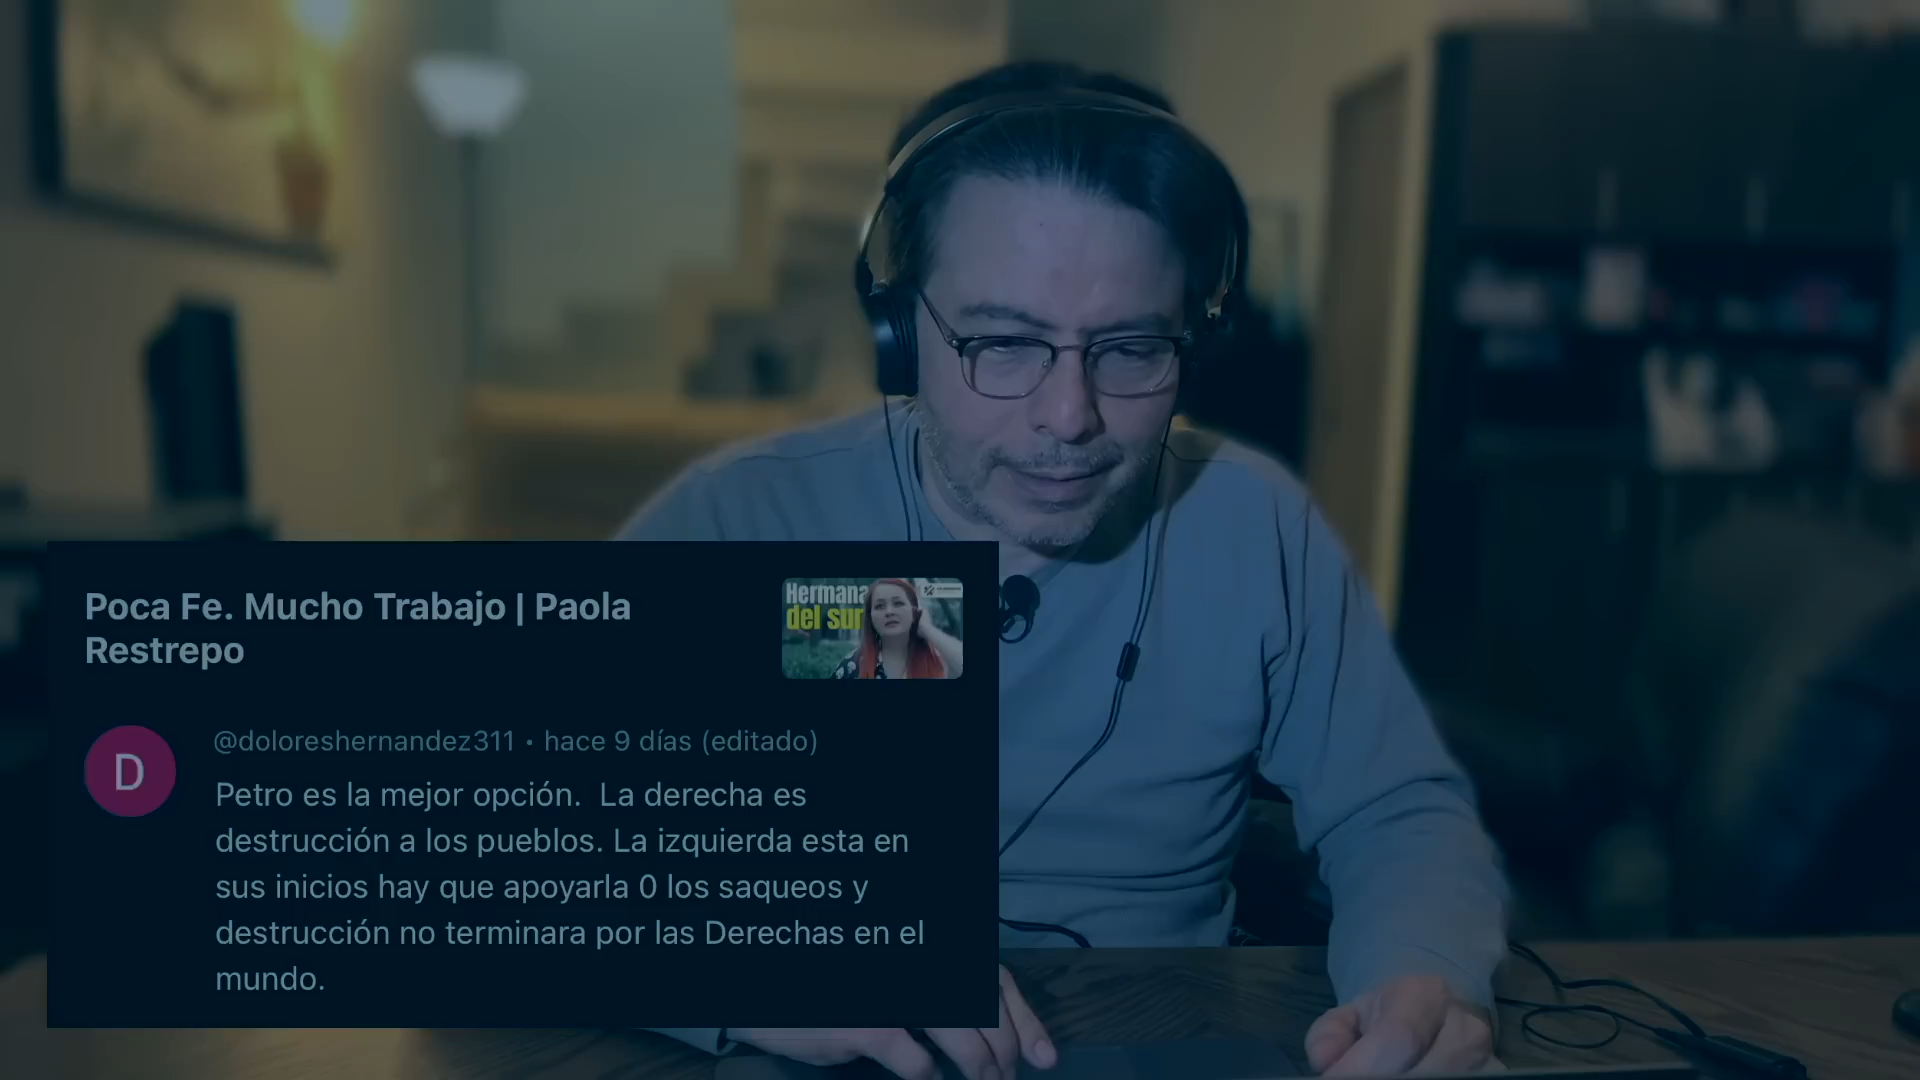 Poca Fe. Mucho Trabajo | Paola
Restrepo
Hermana
del sur
@doloreshernandez311 • hace 9 días (editado)
D
Petro es la mejor opción.  La derecha es
destrucción a los pueblos. La izquierda esta en
sus inicios hay que apoyarla 0 los saqueos y
destrucción no terminara por las Derechas en el
mundo.